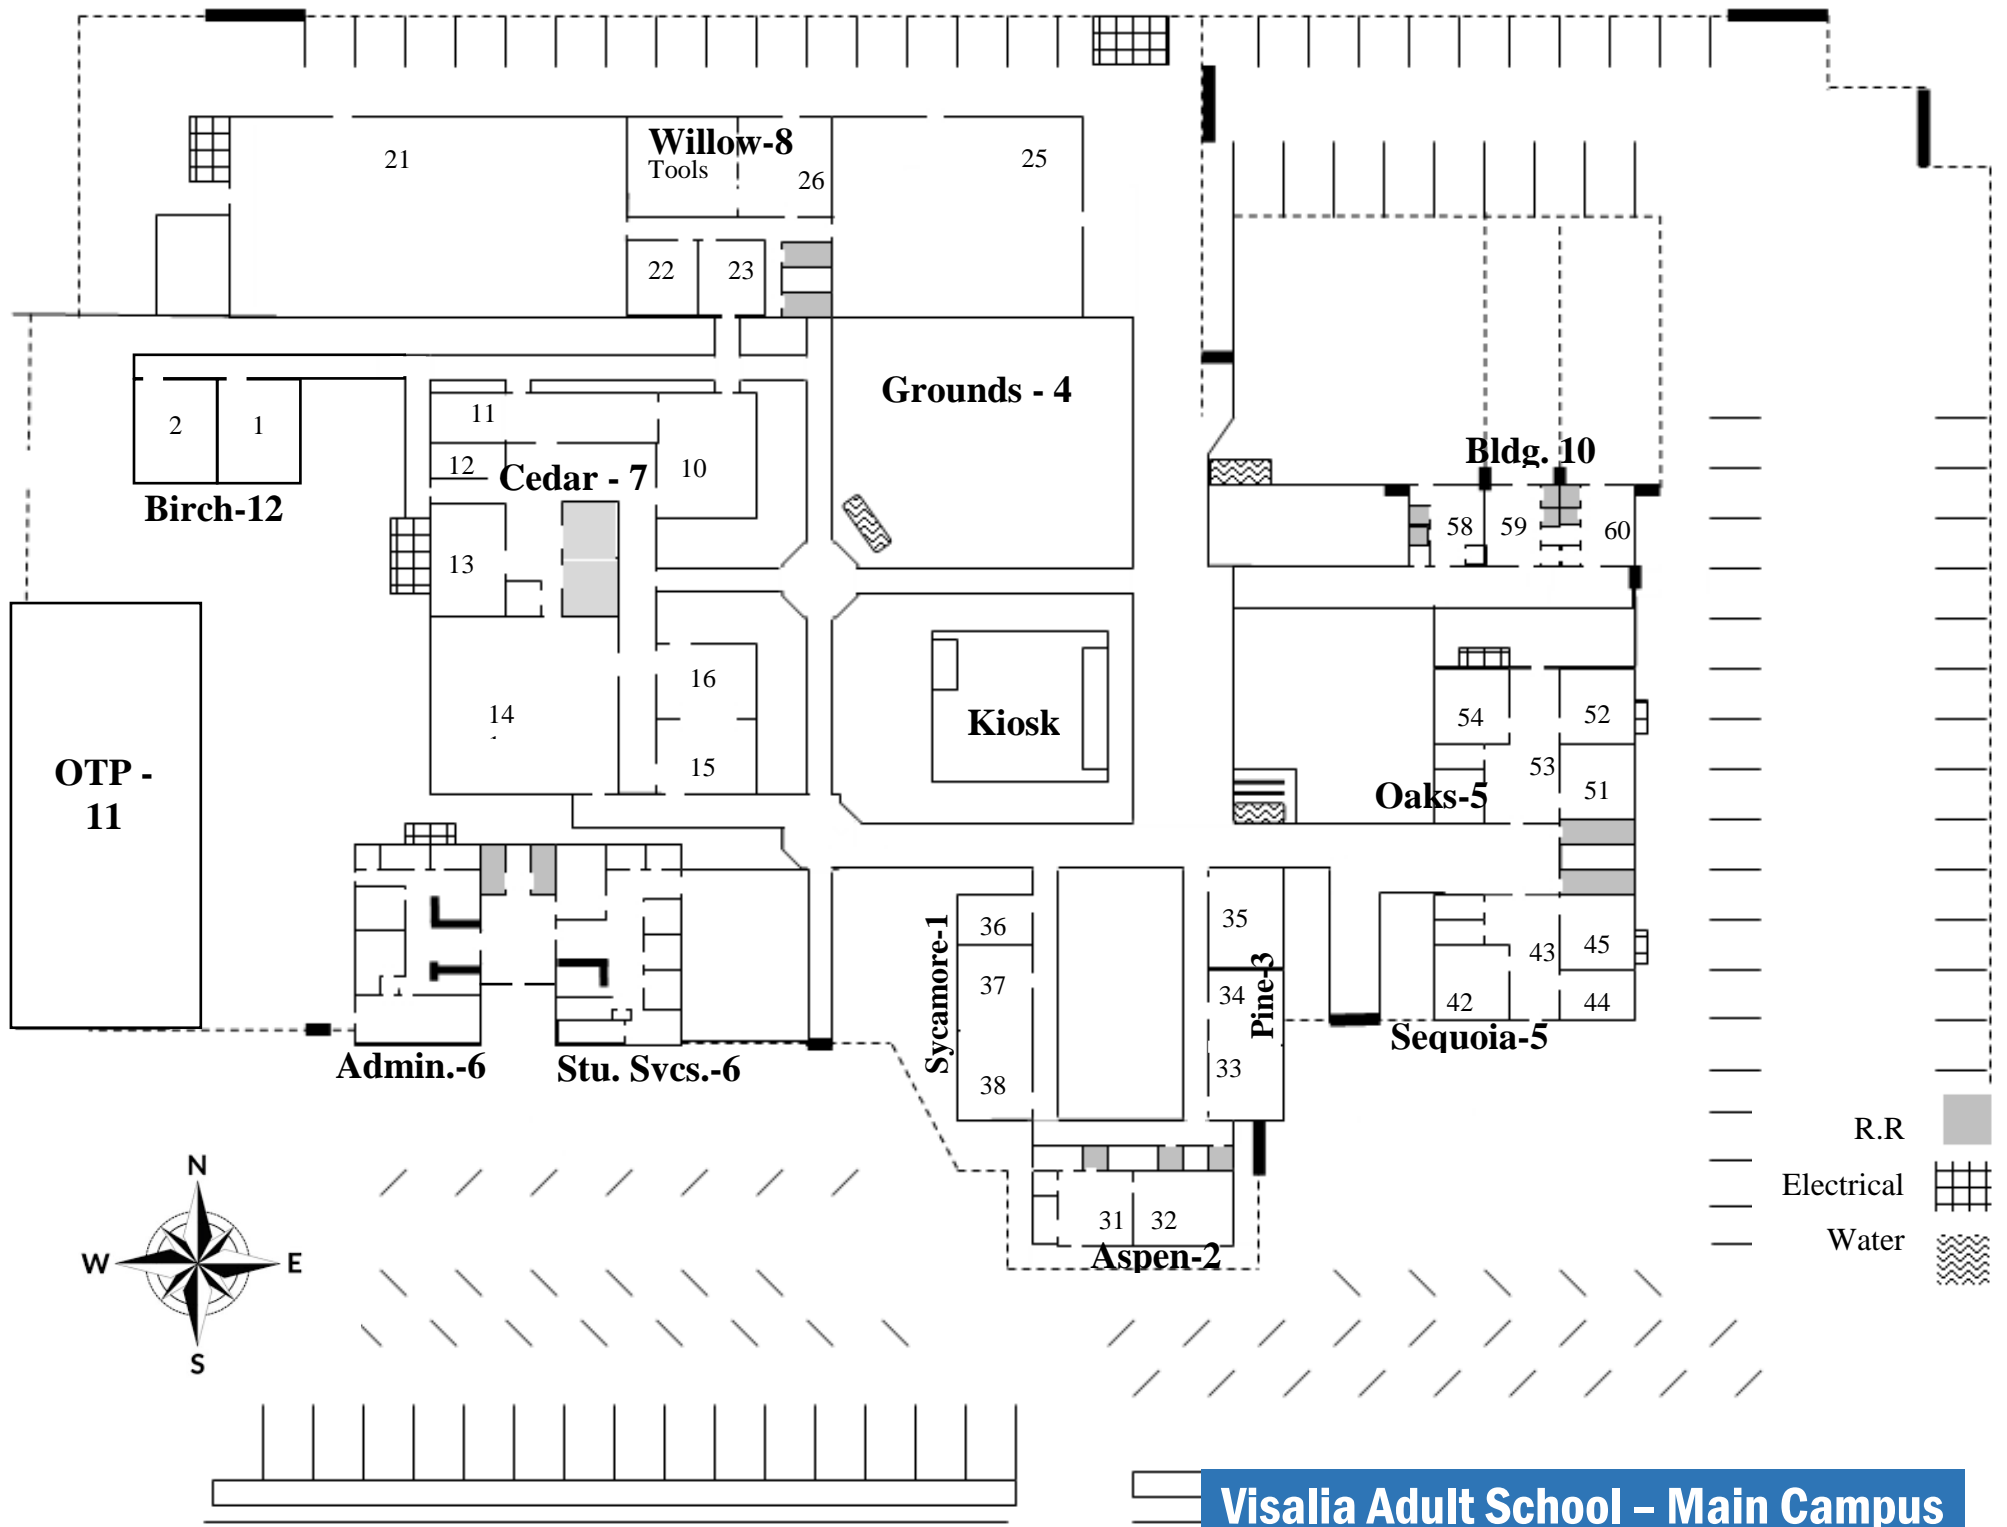 Willow-8
Tools
21
26
25
22
23
Grounds - 4
11
2
1
12
Cedar - 7
10
Birch-12
Bldg. 10
58
59
60
13
16
14
15
Kiosk
OTP -
11
54
52
53
51
Oaks-5
Sycamore-1
36
37
38
35
34
33
Pine-3
43
45
42
44
Sequoia-5
Admin.-6
Stu. Svcs.-6
31
32
Aspen-2
R.R
Electrical
Water
N
W
E
S
Visalia Adult School – Main Campus